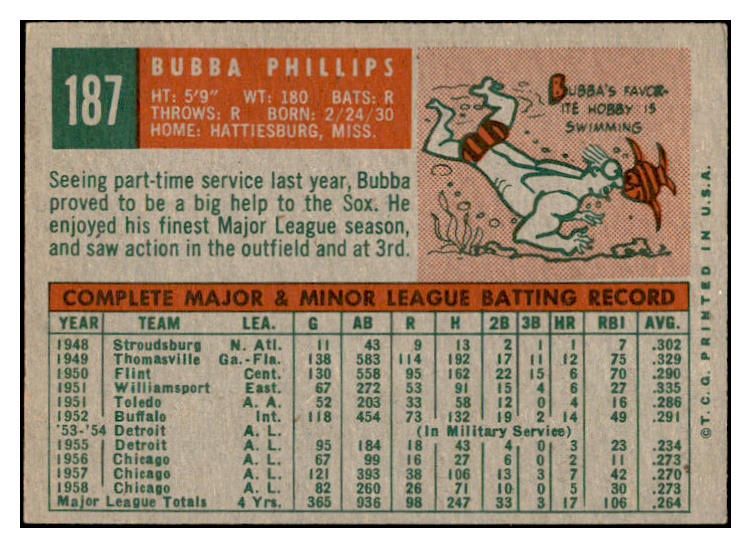 187
BUBBA PHILLIPS
HT: 5'9" WT: 180 BATS: R
THROWS: R BORN: 2/24/30
HOME: HATTIESBURG, MISS.
BUBBA'S FAVOR-
ITE HOBBY IS
SWIMMING
Seeing part-time service last year, Bubba
proved to be a big help to the Sox. He
enjoyed his finest Major League season,
and saw action in the outfield and at 3rd.
COMPLETE MAJOR & MINOR LEAGUE BATTING RECORD
YEAR TEAM LEA. G AB R H 2B 3B HR RBI AVG.
1948 Stroudsburg N. Atl. 11 43 9 13 2 1 1 7 .302
1949 Thomasville Ga.-Fla. 138 583 114 192 17 11 12 75 .329
1950 Flint Cent. 130 558 95 162 22 15 6 70 .290
1951 Williamsport East. 67 272 53 91 15 4 6 27 .335
1951 Toledo A. A. 52 203 33 58 12 0 4 16 .286
1952 Buffalo Int. 118 454 73 132 19 2 14 49 .291
'53-'54 Detroit A. L. (In Military Service)
1955 Detroit A. L. 95 184 18 43 4 0 3 23 .234
1956 Chicago A. L. 67 99 16 27 6 0 2 11 .273
1957 Chicago A. L. 121 393 38 106 13 3 7 42 .270
1958 Chicago A. L. 82 260 26 71 10 0 5 30 .273
Major League Totals 4 Yrs. 365 936 98 247 33 3 17 106 .264
© T. C. G. PRINTED IN U.S.A.